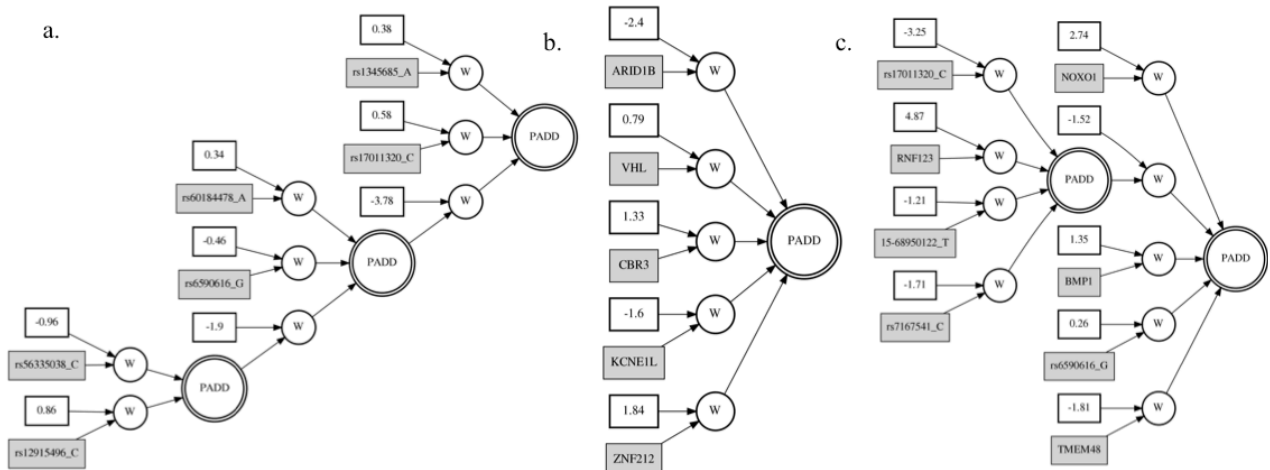 a.
0.38
rs1345685_A
W
0.58
rs17011320_C
W
PADD
-3.78
W
0.34
rs60184478_A
W
-0.46
rs6590616_G
W
PADD
-1.9
W
-0.96
rs56335038_C
W
0.86
rs12915496_C
W
PADD
b.
-2.4
ARID1B
W
0.79
VHL
W
1.33
CBR3
W
PADD
-1.6
KCNE1L
W
1.84
ZNF212
W
c.
-3.25
rs17011320_C
W
4.87
RNF123
W
-1.21
15-68950122_T
W
-1.71
rs7167541_C
W
PADD
2.74
NOXO1
W
-1.52
W
1.35
BMP1
W
0.26
rs6590616_G
W
-1.81
TMEM48
W
PADD